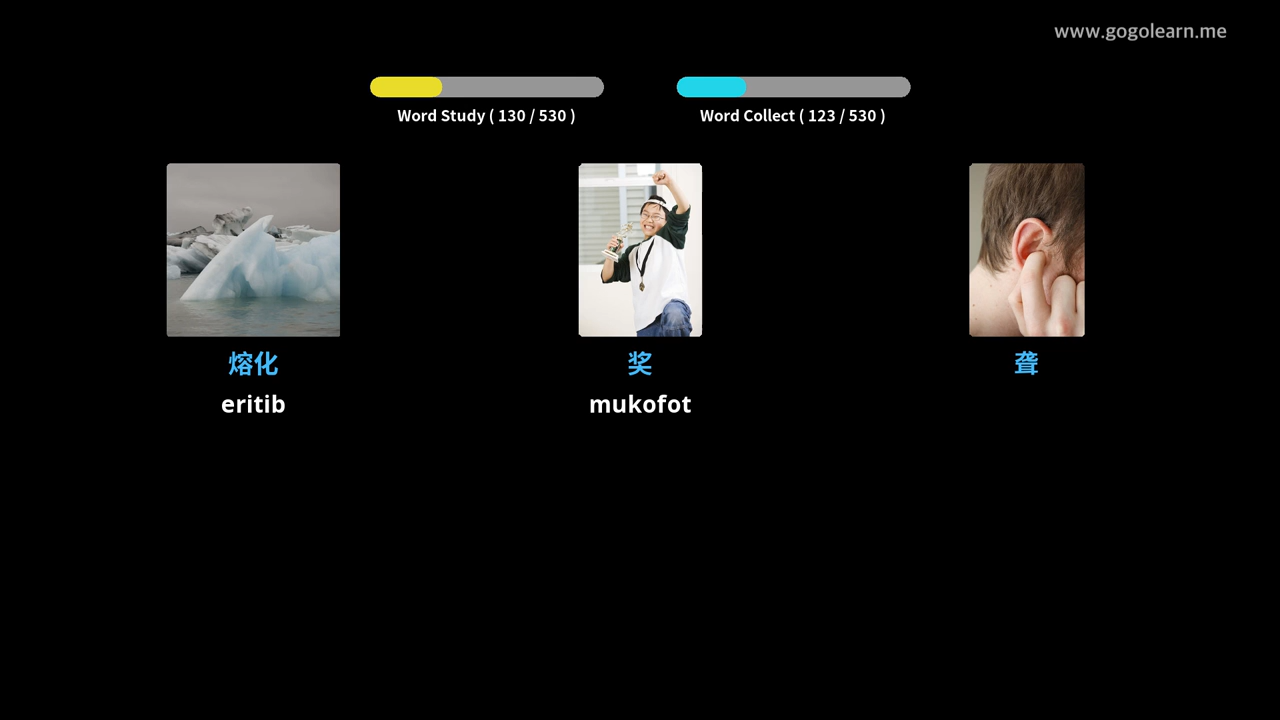 www.gogolearn.me
Word Study ( 130 / 530 )
Word Collect ( 123 / 530 )
熔化
奖
聋
eritib
mukofot